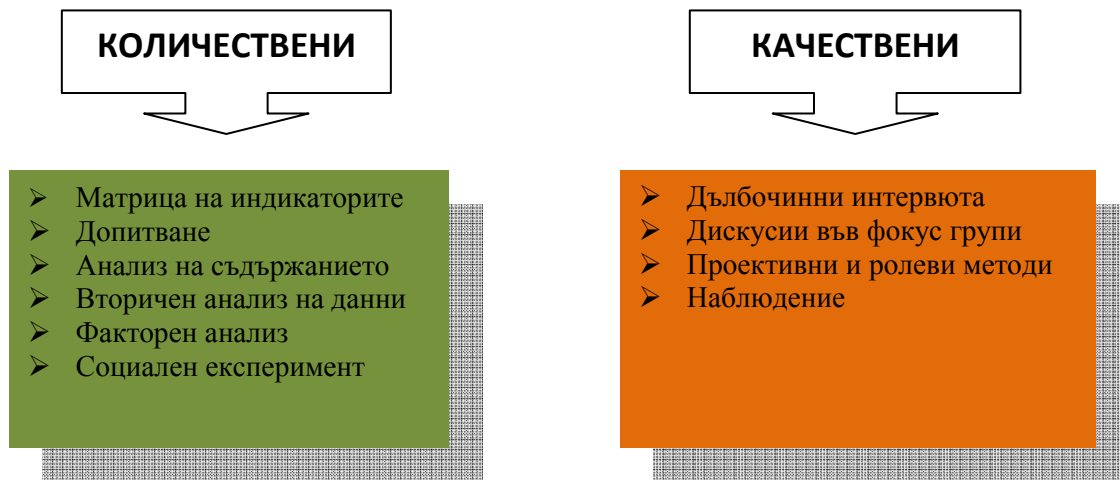 КОЛИЧЕСТВЕНИ
Матрица на индикаторите
Допитване
Анализ на съдържанието
Вторичен анализ на данни
Факторен анализ
Социален експеримент
КАЧЕСТВЕНИ
Дълбочинни интервюта
Дискусии във фокус групи
Проективни и ролеви методи
Наблюдение